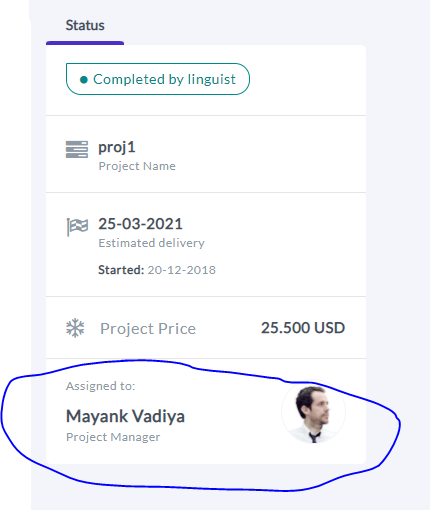 Status
Completed by linguist
proj1
Project Name
25-03-2021
Estimated delivery
Started: 20-12-2018
Project Price 25.500 USD
Assigned to:
Mayank Vadiya
Project Manager